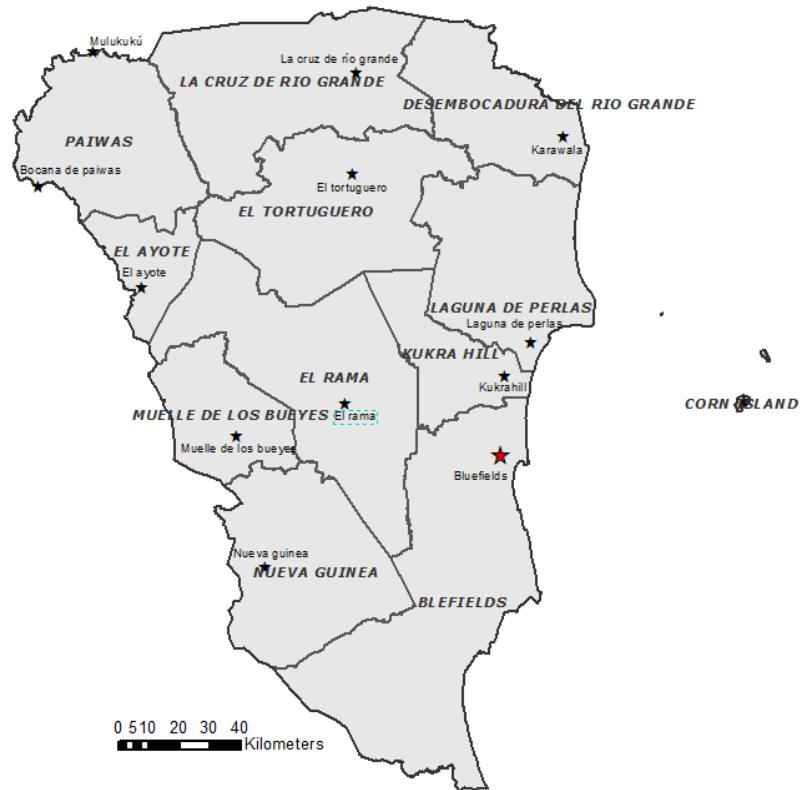 Mulukukú
La cruz de río grande
LA CRUZ DE RIO GRANDE
DESEMBOCADURA DEL RIO GRANDE
PAIWAS
Karawala
Bocana de paiwas
El tortuguero
EL TORTUGUERO
EL AYOTE
El ayote
LAGUNA DE PERLAS
Laguna de perlas
KUKRA HILL
EL RAMA
Kukrahill
CORN ISLAND
MUELLE DE LOS BUEYES
El rama
Muelle de los bueyes
Bluefields
Nueva guinea
NUEVA GUINEA
BLEFIELDS
0 5 10 20 30 40
Kilometers